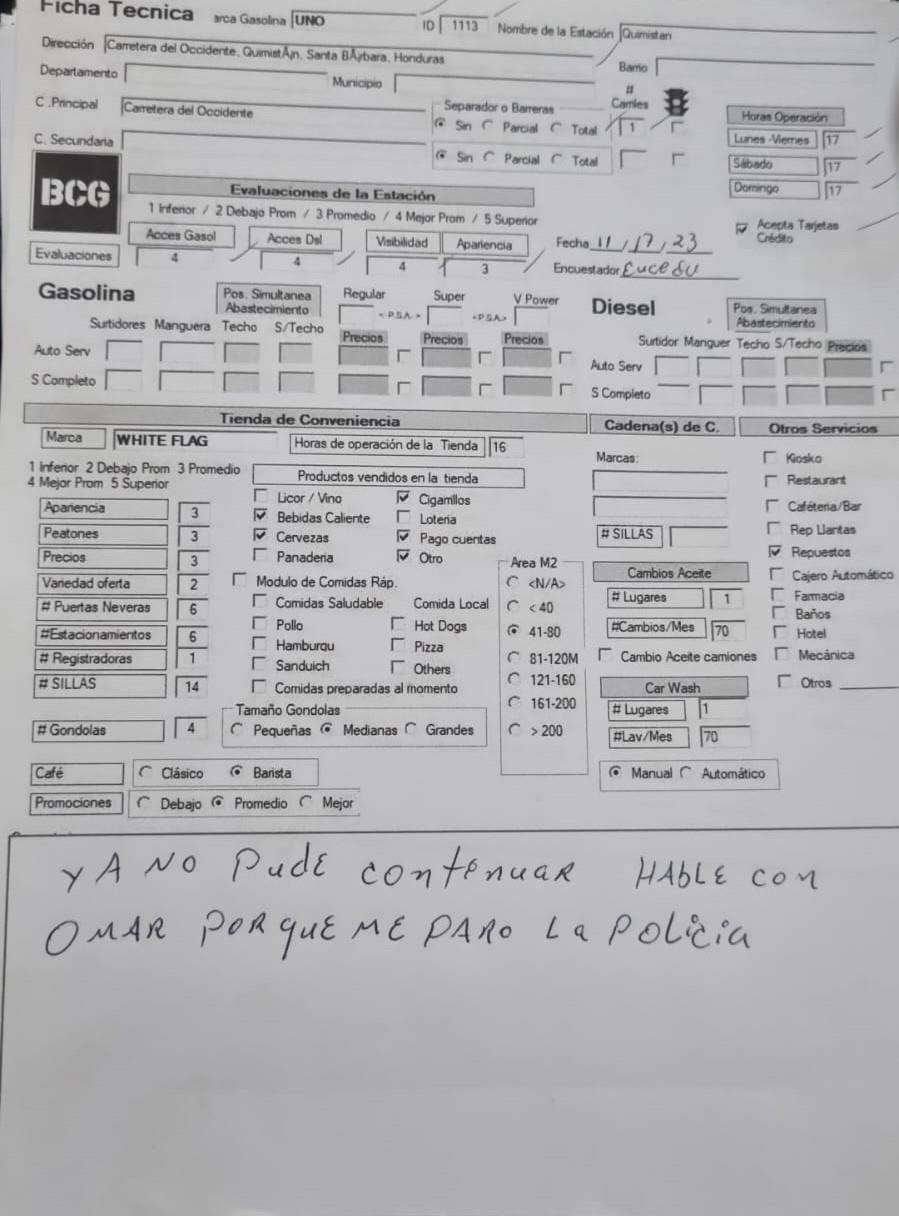 Ficha Tecnica arca Gasolina UNO ID 1113 Nombre de la Estación Quimistan
Dirección Carretera del Occidente, QuimistÃ¡n, Santa BÃ¡rbara, Honduras
Departamento Municipio Barrio
C .Principal Carretera del Occidente Separador o Barreras # Carriles
Sin Parcial Total 1
C. Secundaria Sin Parcial Total
Horas Operación
Lunes -Viernes 17
Sábado 17
Domingo 17
BCG
Evaluaciones de la Estación
1 Inferior / 2 Debajo Prom / 3 Promedio / 4 Mejor Prom / 5 Superior
Acces Gasol Acces Dsl Visibilidad Apariencia
Evaluaciones 4 4 4 3
Fecha 11/17/23
Encuestador
Acepta Tarjetas
Crédito
Gasolina Pos. Simultanea
Abastecimiento
Regular <-P.S.A.-> Super <-P.S.A-> V Power
Surtidores Manguera Techo S/Techo Precios Precios Precios
Auto Serv
S Completo
Diesel Pos. Simultanea
Abastecimiento
Surtidor Manguer Techo S/Techo Precios
Auto Serv
S Completo
Tienda de Conveniencia
Marca WHITE FLAG Horas de operación de la Tienda 16
1 Inferior 2 Debajo Prom 3 Promedio
4 Mejor Prom 5 Superior
Apariencia 3
Peatones 3
Precios 3
Variedad oferta 2
# Puertas Neveras 6
#Estacionamientos 6
# Registradoras 1
# SILLAS 14
# Gondolas 4
Productos vendidos en la tienda
Licor / Vino Cigarrillos
Bebidas Caliente Loteria
Cervezas Pago cuentas
Panaderia Otro
Modulo de Comidas Ráp.
Comidas Saludable Comida Local
Pollo Hot Dogs
Hamburqu Pizza
Sanduich Others
Comidas preparadas al momento
Tamaño Gondolas
Pequeñas Medianas Grandes
Area M2
<N/A>
< 40
41-80
81-120M
121-160
161-200
> 200
Café Clásico Barista
Promociones Debajo Promedio Mejor
Cadena(s) de C.
Marcas:
# SILLAS
Cambios Aceite
# Lugares 1
#Cambios/Mes 70
Cambio Aceite camiones
Car Wash
# Lugares 1
#Lav/Mes 70
Manual Automático
Otros Servicios
Kiosko
Restaurant
Caféteria/Bar
Rep Llantas
Repuestos
Cajero Automático
Farmacia
Baños
Hotel
Mecánica
Otros
YA NO PudE contenuaR HAbLE con
OMAR PORquE ME PARO La Policia